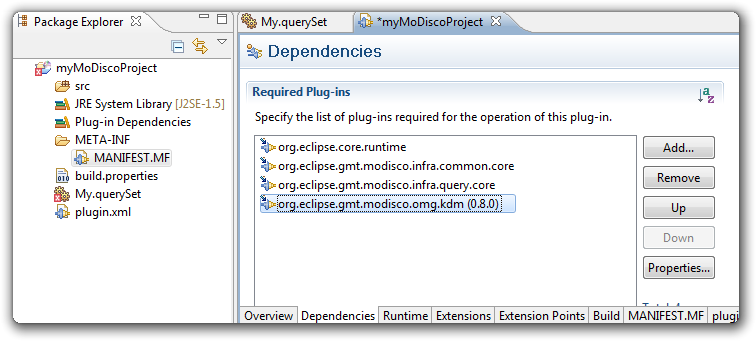 Package Explorer
My.querySet
*myMoDiscoProject
myMoDiscoProject
src
JRE System Library [J2SE-1.5]
Plug-in Dependencies
META-INF
MANIFEST.MF
build.properties
My.querySet
plugin.xml
Dependencies
Required Plug-ins
Specify the list of plug-ins required for the operation of this plug-in.
org.eclipse.core.runtime
org.eclipse.gmt.modisco.infra.common.core
org.eclipse.gmt.modisco.infra.query.core
org.eclipse.gmt.modisco.omg.kdm (0.8.0)
Add...
Remove
Up
Down
Properties...
Overview Dependencies Runtime Extensions Extension Points Build MANIFEST.MF plugi